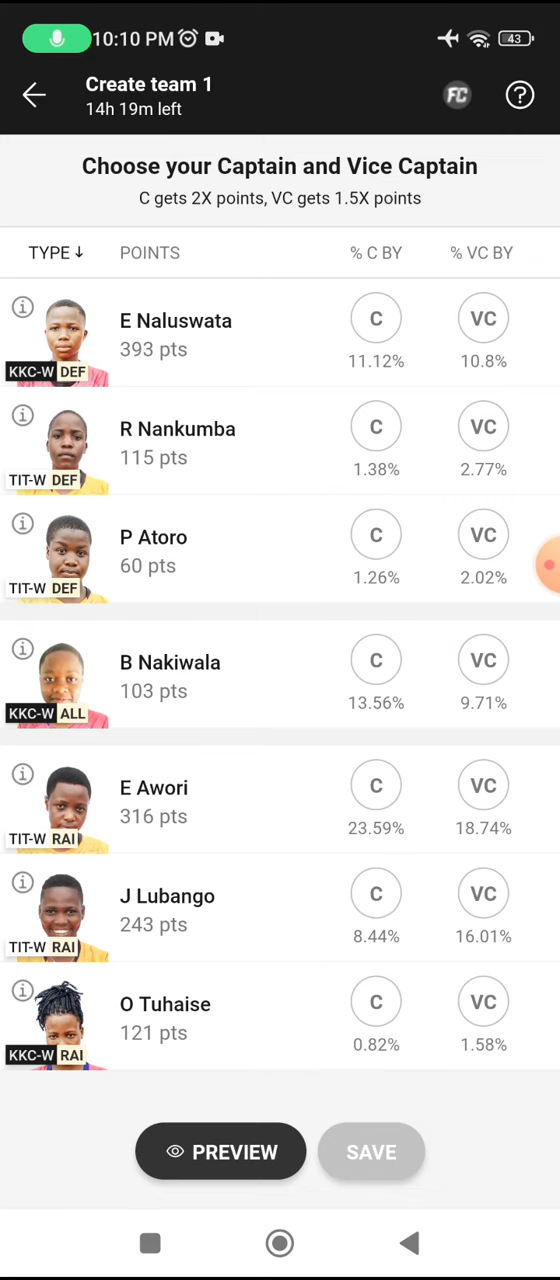 10:10 PM 43
Create team 1
14h 19m left
FC
Choose your Captain and Vice Captain
C gets 2X points, VC gets 1.5X points
TYPE↓ POINTS % C BY % VC BY
E Naluswata
393 pts
C VC
11.12% 10.8%
KKC-W DEF
R Nankumba
115 pts
C VC
1.38% 2.77%
TIT-W DEF
P Atoro
60 pts
C VC
1.26% 2.02%
TIT-W DEF
B Nakiwala
103 pts
C VC
13.56% 9.71%
KKC-W ALL
E Awori
316 pts
C VC
23.59% 18.74%
TIT-W RAI
J Lubango
243 pts
C VC
8.44% 16.01%
TIT-W RAI
O Tuhaise
121 pts
C VC
0.82% 1.58%
KKC-W RAI
PREVIEW SAVE